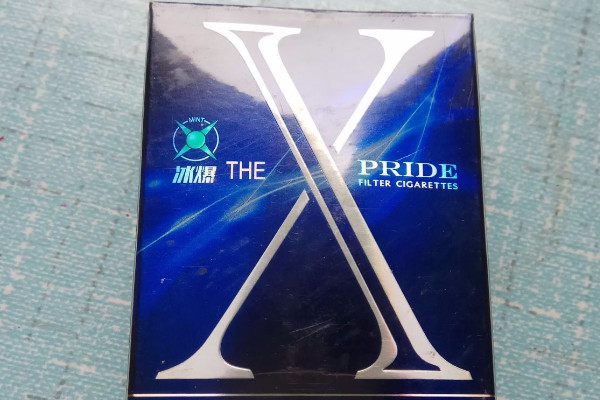 MINT
冰爆
THE
X
PRIDE
FILTER CIGARETTES